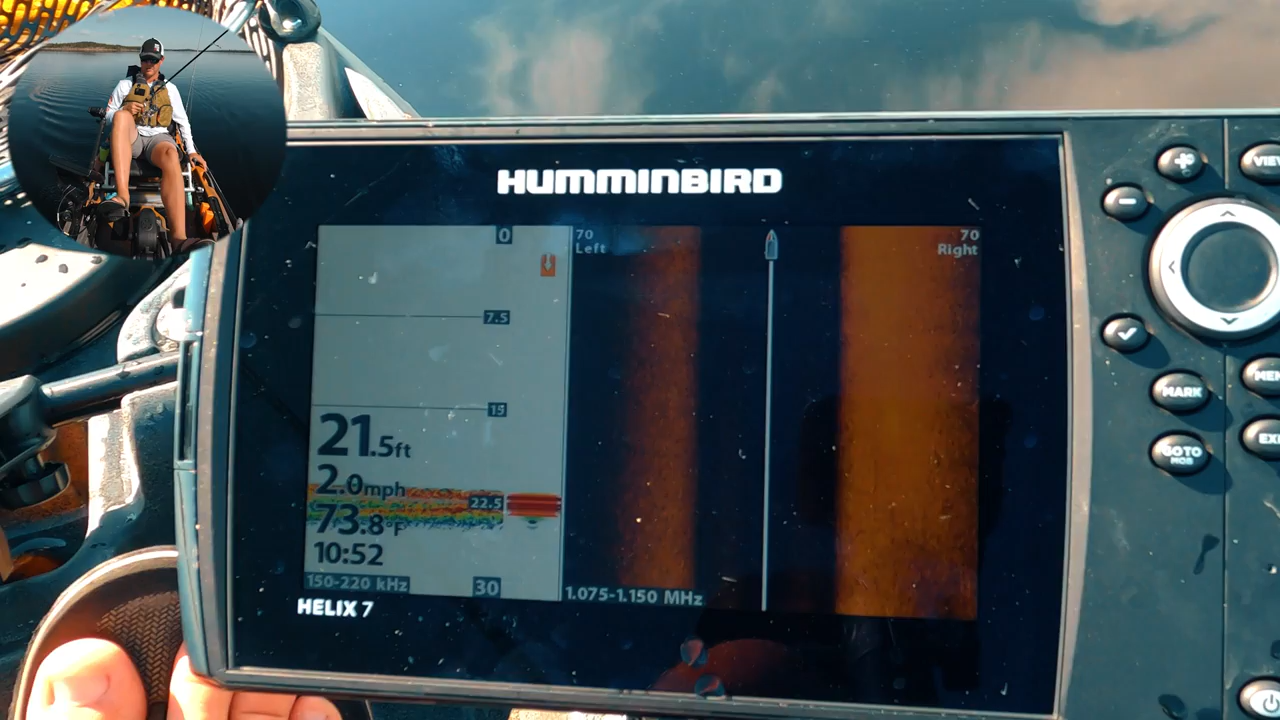 HUMMINBIRD
0
70
Left
70
Right
7.5
15
21.5ft
2.0mph
22.5
73.8°F
10:52
150-220 kHz
30
1.075-1.150 MHz
HELIX 7
+
-
VIEW
MARK
GOTO
MOB